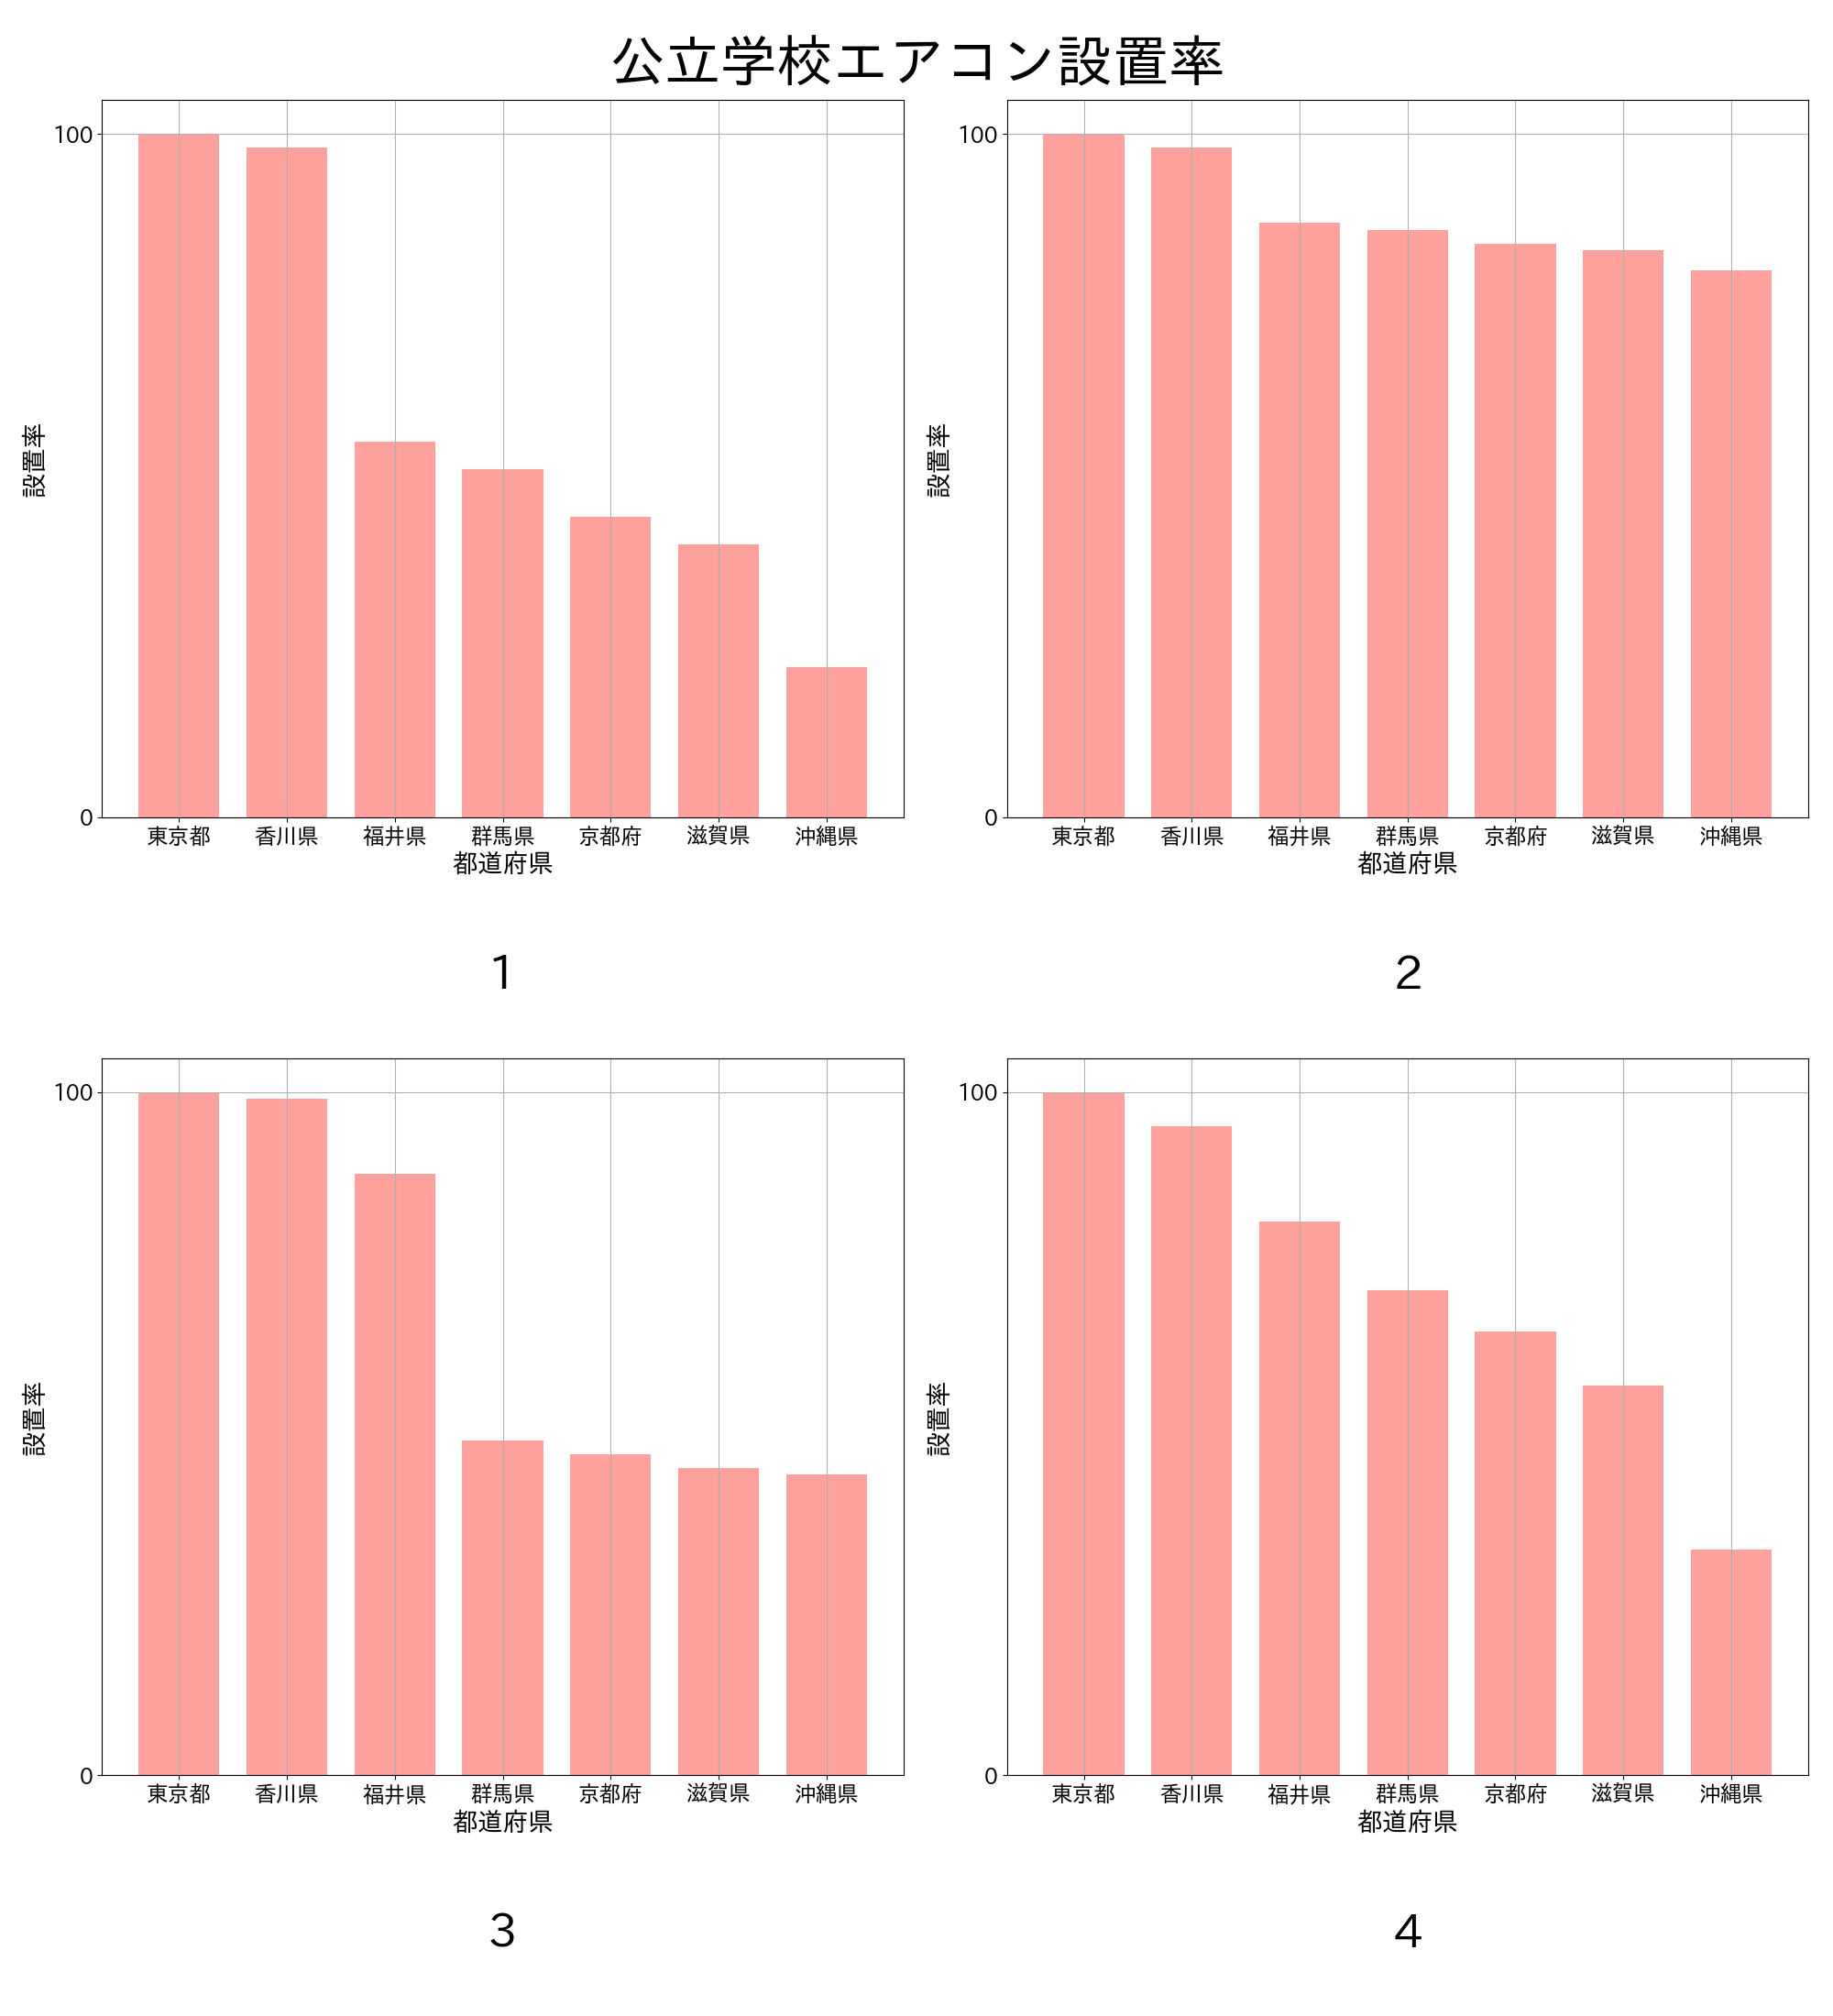 公立学校エアコン設置率
100
設置率
0
東京都 香川県 福井県 群馬県 京都府 滋賀県 沖縄県
都道府県
1
100
設置率
0
東京都 香川県 福井県 群馬県 京都府 滋賀県 沖縄県
都道府県
2
100
設置率
0
東京都 香川県 福井県 群馬県 京都府 滋賀県 沖縄県
都道府県
3
100
設置率
0
東京都 香川県 福井県 群馬県 京都府 滋賀県 沖縄県
都道府県
4